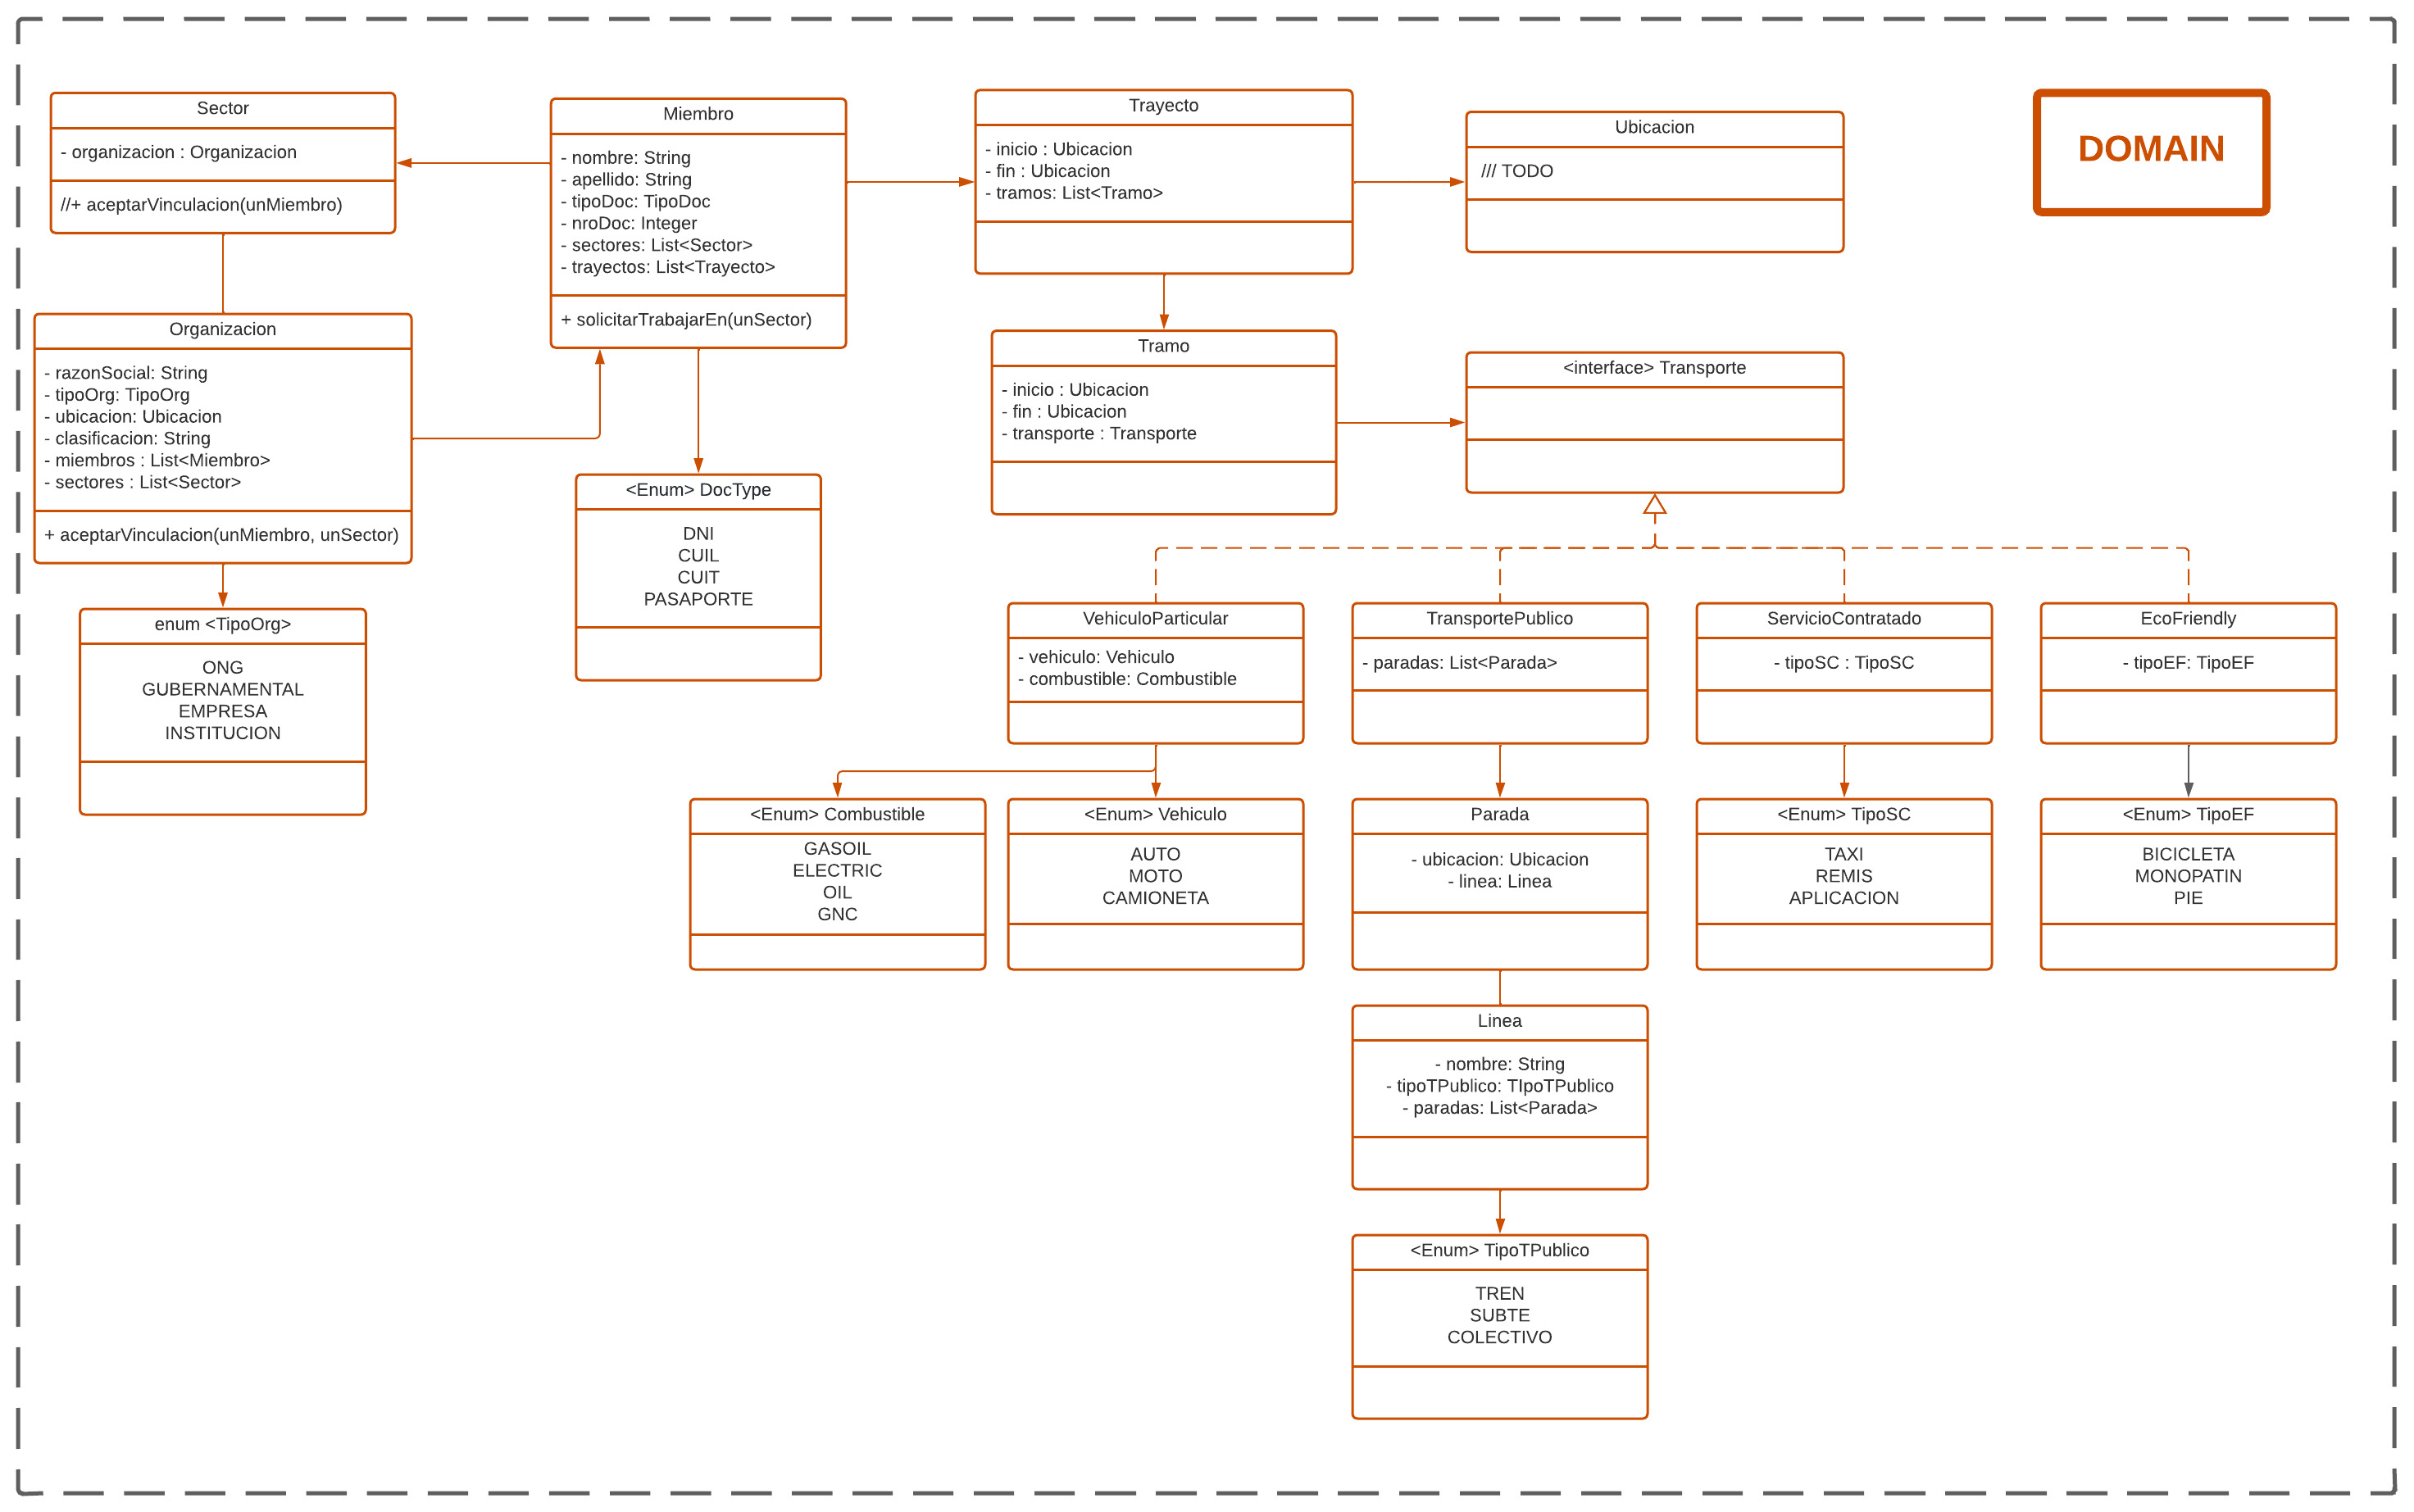 DOMAIN
Sector
- organizacion : Organizacion
//+ aceptarVinculacion(unMiembro)
Miembro
- nombre: String
- apellido: String
- tipoDoc: TipoDoc
- nroDoc: Integer
- sectores: List<Sector>
- trayectos: List<Trayecto>
+ solicitarTrabajarEn(unSector)
Trayecto
- inicio : Ubicacion
- fin : Ubicacion
- tramos: List<Tramo>
Ubicacion
/// TODO
Organizacion
- razonSocial: String
- tipoOrg: TipoOrg
- ubicacion: Ubicacion
- clasificacion: String
- miembros : List<Miembro>
- sectores : List<Sector>
+ aceptarVinculacion(unMiembro, unSector)
Tramo
- inicio : Ubicacion
- fin : Ubicacion
- transporte : Transporte
<interface> Transporte
<Enum> DocType
DNI
CUIL
CUIT
PASAPORTE
enum <TipoOrg>
ONG
GUBERNAMENTAL
EMPRESA
INSTITUCION
VehiculoParticular
- vehiculo: Vehiculo
- combustible: Combustible
TransportePublico
- paradas: List<Parada>
ServicioContratado
- tipoSC : TipoSC
EcoFriendly
- tipoEF: TipoEF
<Enum> Combustible
GASOIL
ELECTRIC
OIL
GNC
<Enum> Vehiculo
AUTO
MOTO
CAMIONETA
Parada
- ubicacion: Ubicacion
- linea: Linea
<Enum> TipoSC
TAXI
REMIS
APLICACION
<Enum> TipoEF
BICICLETA
MONOPATIN
PIE
Linea
- nombre: String
- tipoTPublico: TIpoTPublico
- paradas: List<Parada>
<Enum> TipoTPublico
TREN
SUBTE
COLECTIVO